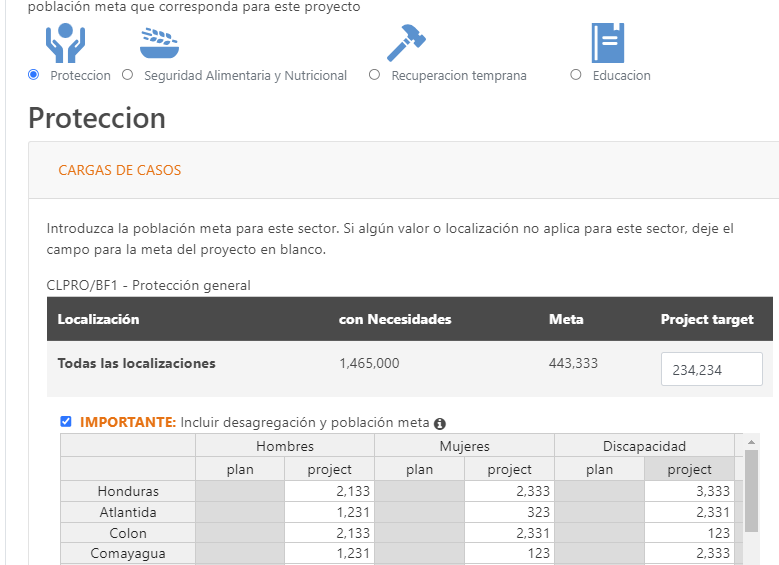 población meta que corresponda para este proyecto
Proteccion Seguridad Alimentaria y Nutricional Recuperacion temprana Educacion
Proteccion
CARGAS DE CASOS
Introduzca la población meta para este sector. Si algún valor o localización no aplica para este sector, deje el
campo para la meta del proyecto en blanco.
CLPRO/BF1 - Protección general
Localización con Necesidades Meta Project target
Todas las localizaciones 1,465,000 443,333 234,234
IMPORTANTE: Incluir desagregación y población meta
Hombres Mujeres Discapacidad
plan project plan project plan project
Honduras 2,133 2,333 3,333
Atlantida 1,231 323 2,331
Colon 2,133 2,331 123
Comayagua 1,231 123 2,333